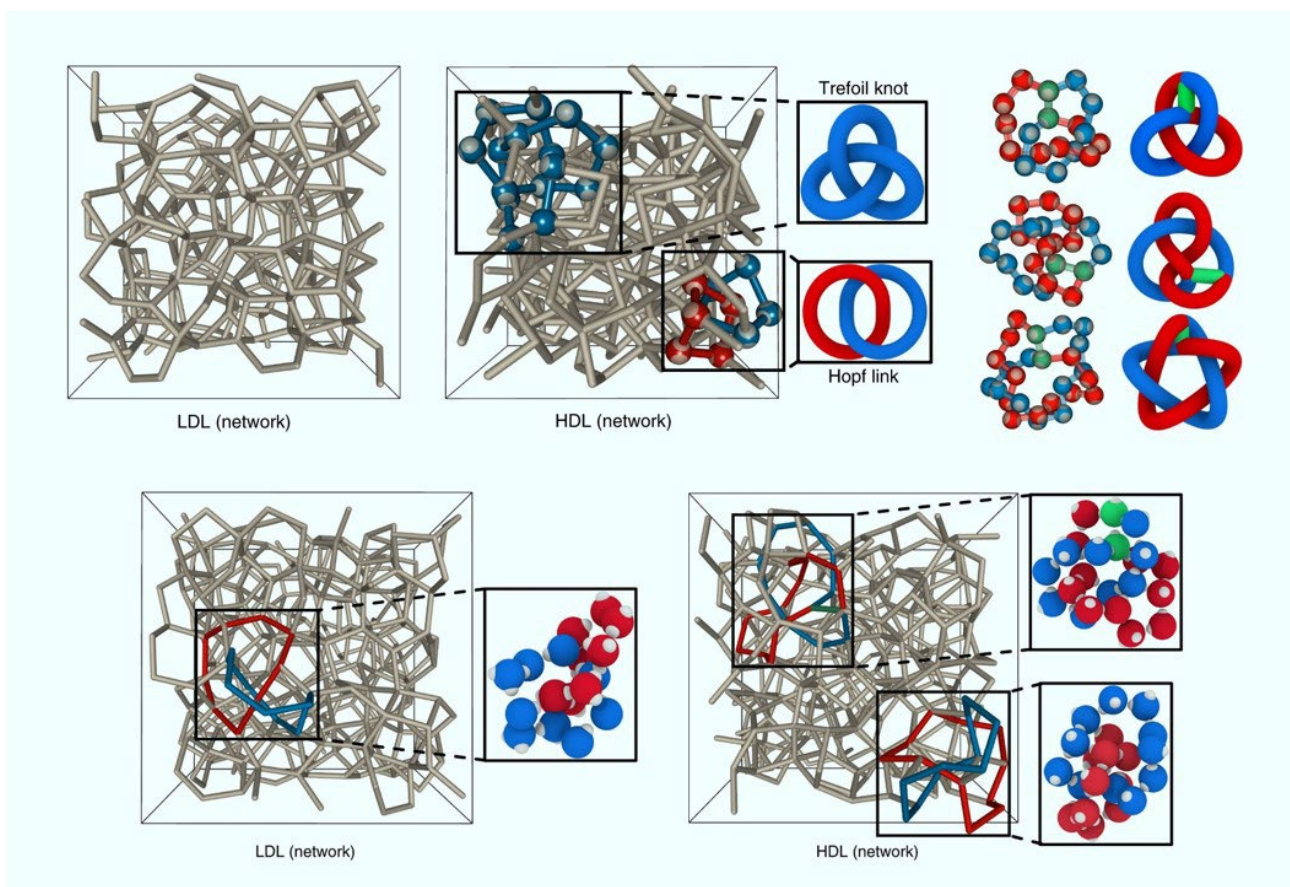 Trefoil knot
Hopf link
LDL (network)
HDL (network)
LDL (network)
HDL (network)